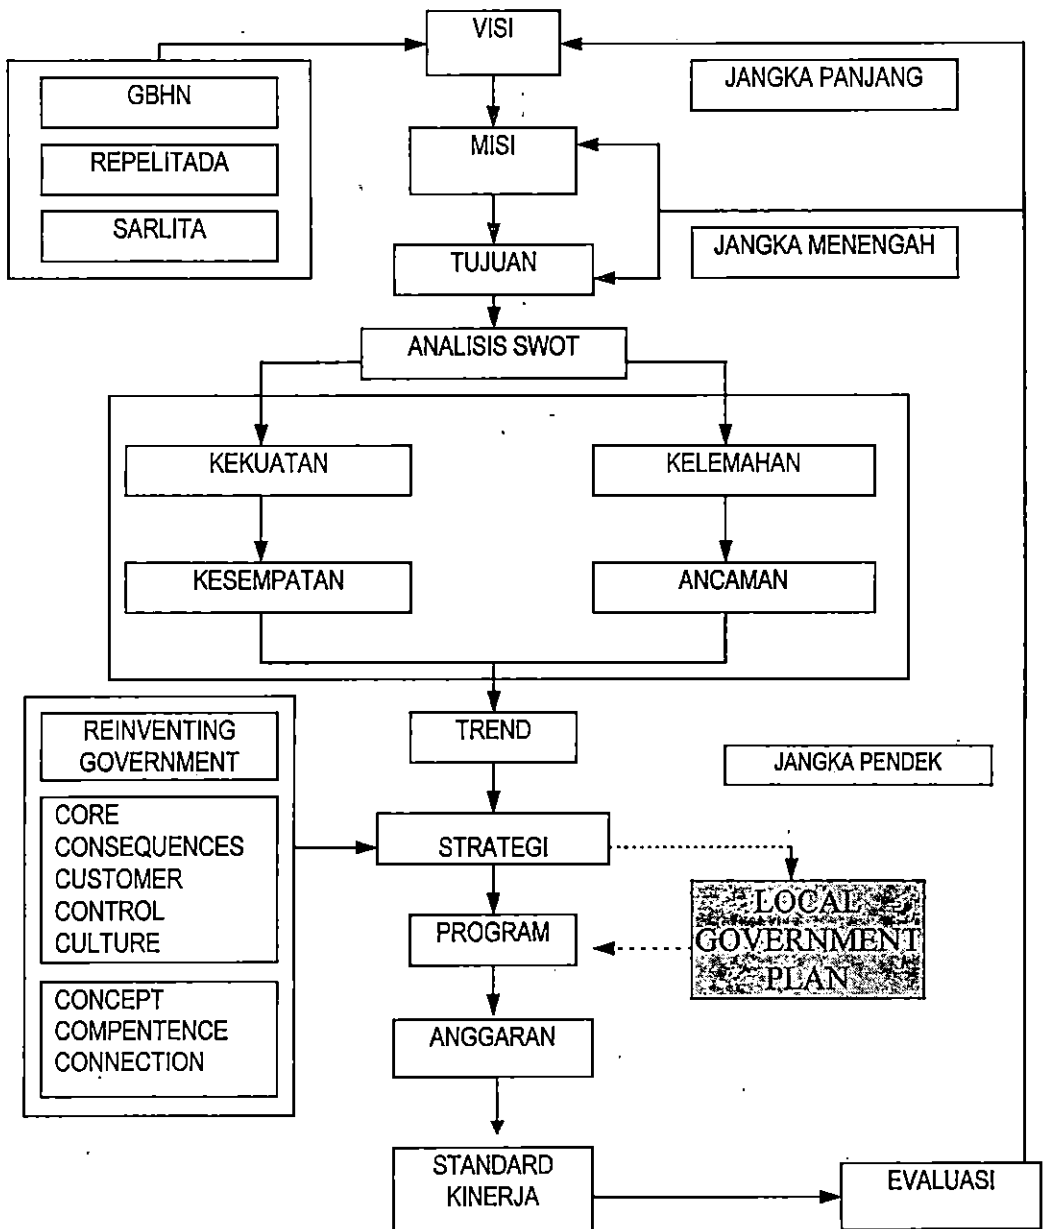 VISI
GBHN
REPELITADA
SARLITA
JANGKA PANJANG
MISI
JANGKA MENENGAH
TUJUAN
ANALISIS SWOT
KEKUATAN
KELEMAHAN
KESEMPATAN
ANCAMAN
REINVENTING
GOVERNMENT
CORE
CONSEQUENCES
CUSTOMER
CONTROL
CULTURE
CONCEPT
COMPENTENCE
CONNECTION
TREND
JANGKA PENDEK
STRATEGI
LOCAL
GOVERNMENT
PLAN
PROGRAM
ANGGARAN
STANDARD
KINERJA
EVALUASI